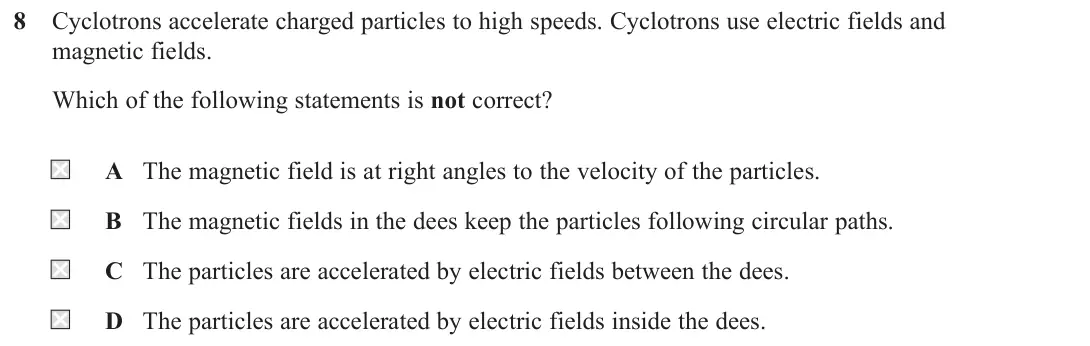 8 Cyclotrons accelerate charged particles to high speeds. Cyclotrons use electric fields and
magnetic fields.
Which of the following statements is not correct?
A The magnetic field is at right angles to the velocity of the particles.
B The magnetic fields in the dees keep the particles following circular paths.
C The particles are accelerated by electric fields between the dees.
D The particles are accelerated by electric fields inside the dees.